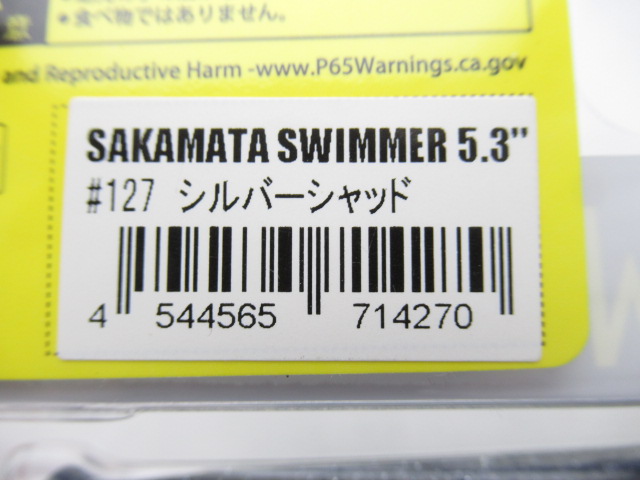 ●食べ物ではありません。
and Reproductive Harm -www.P65Warnings.ca.gov
SAKAMATA SWIMMER 5.3"
#127 シルバーシャッド
4 544565 714270